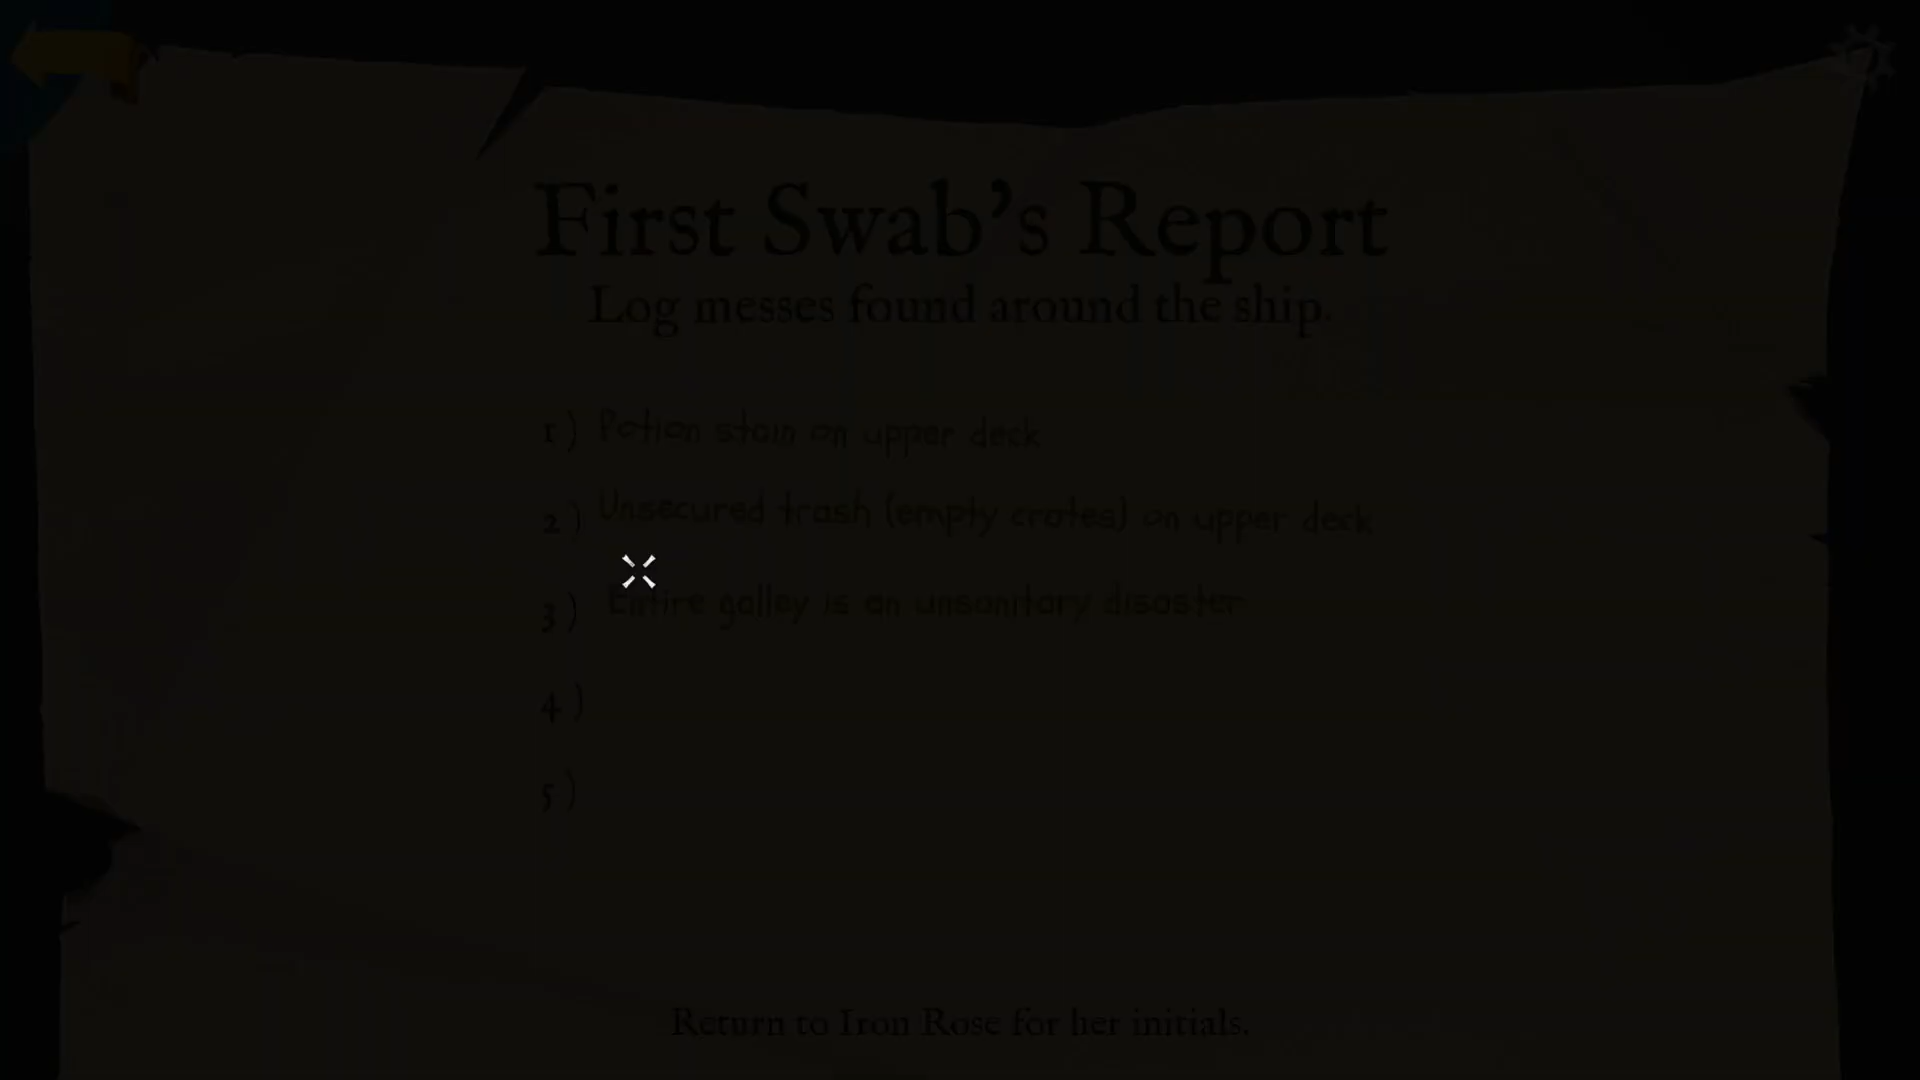 First Swab's Report
Log messes found around the ship.
1) Potion stain on upper deck
2) Unsecured trash (empty crates) on upper deck
3) Entire galley is an unsanitary disaster
4)
5)
Return to Iron Rose for her initials.